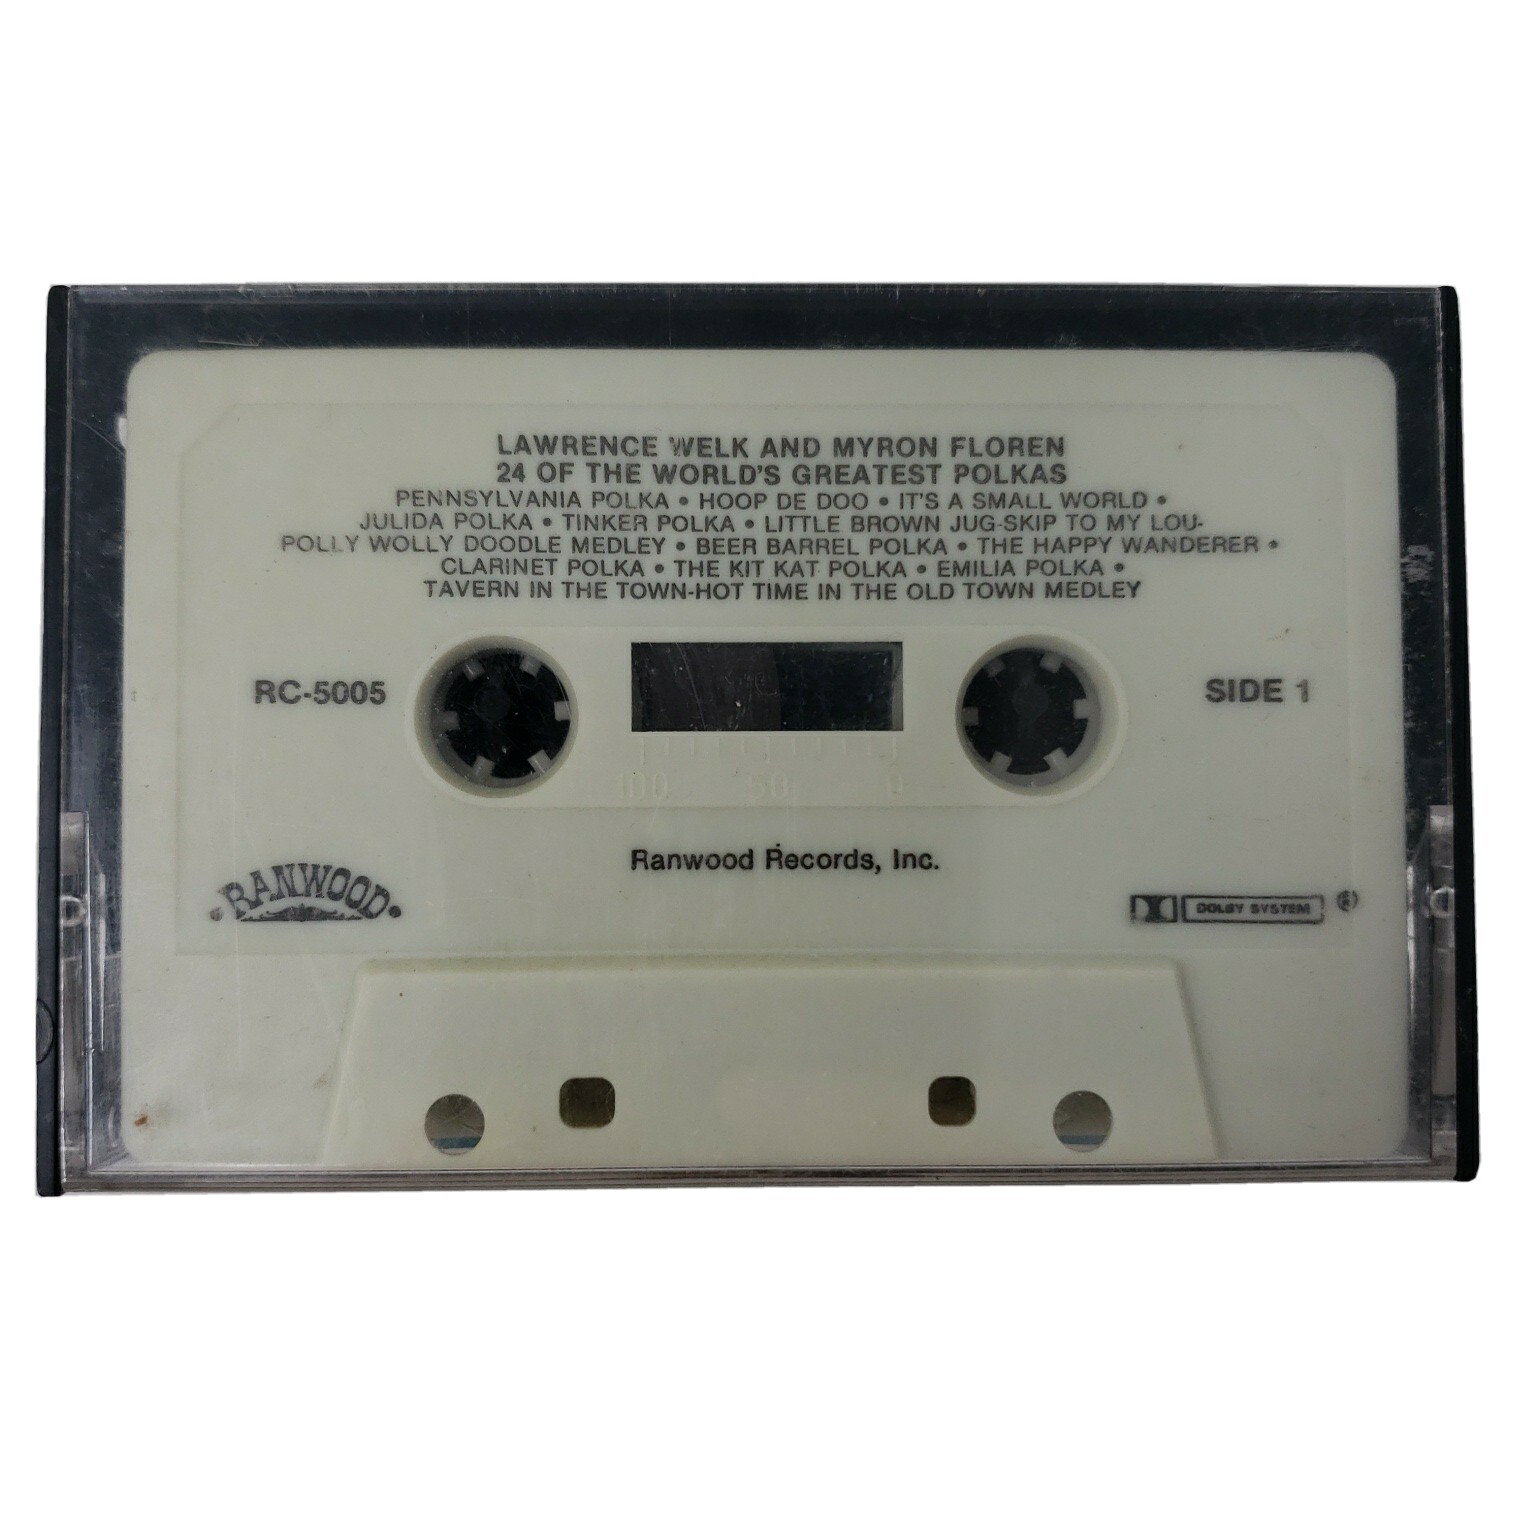 LAWRENCE WELK AND MYRON FLOREN
24 OF THE WORLD'S GREATEST POLKAS
PENNSYLVANIA POLKA • HOOP DE DOO • IT'S A SMALL WORLD •
JULIDA POLKA • TINKER POLKA • LITTLE BROWN JUG-SKIP TO MY LOU-
POLLY WOLLY DOODLE MEDLEY • BEER BARREL POLKA • THE HAPPY WANDERER •
CLARINET POLKA • THE KIT KAT POLKA • EMILIA POLKA •
TAVERN IN THE TOWN-HOT TIME IN THE OLD TOWN MEDLEY
RC-5005
SIDE 1
100 50 0
Ranwood Records, Inc.
• RANWOOD •
DOLBY SYSTEM ®